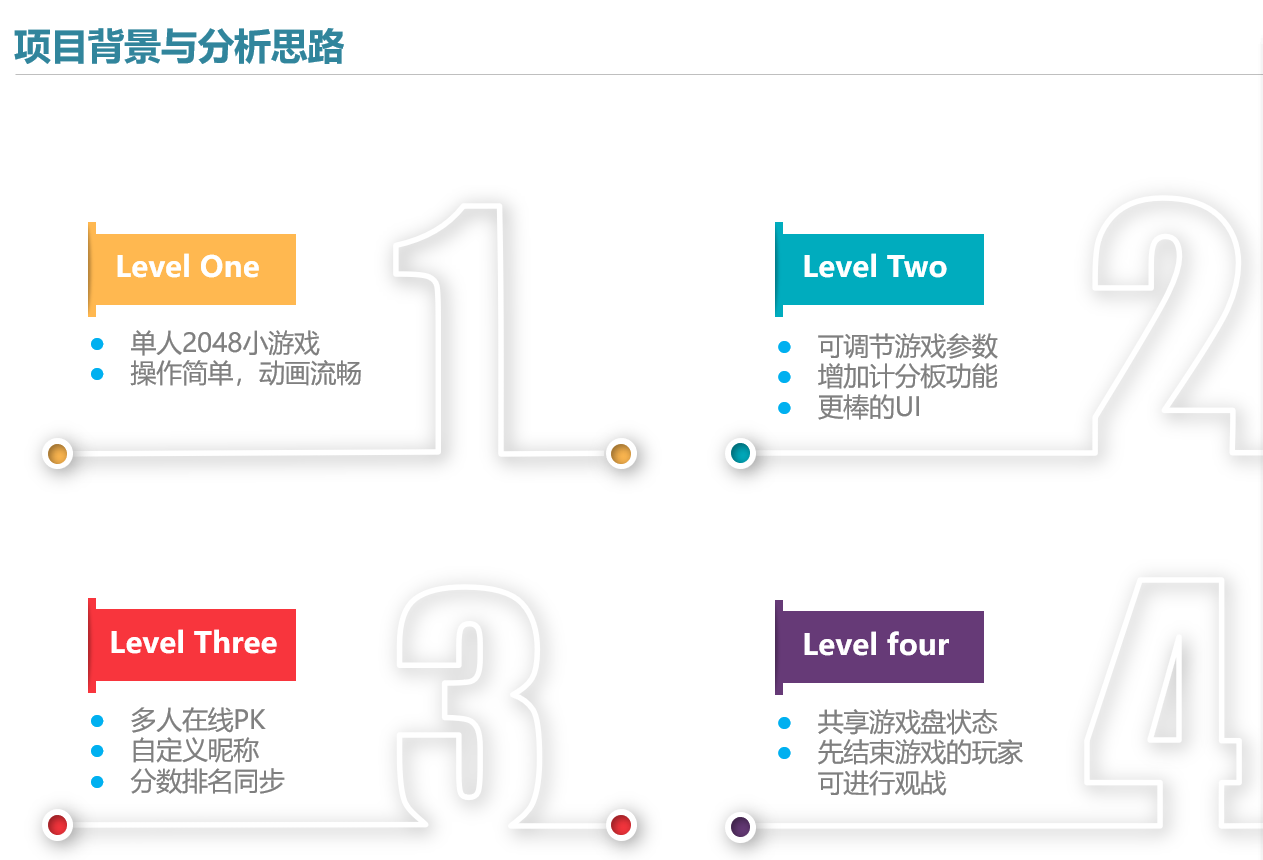 项目背景与分析思路
1
Level One
单人2048小游戏
操作简单，动画流畅
2
Level Two
可调节游戏参数
增加计分板功能
更棒的UI
3
Level Three
多人在线PK
自定义昵称
分数排名同步
4
Level four
共享游戏盘状态
先结束游戏的玩家
可进行观战